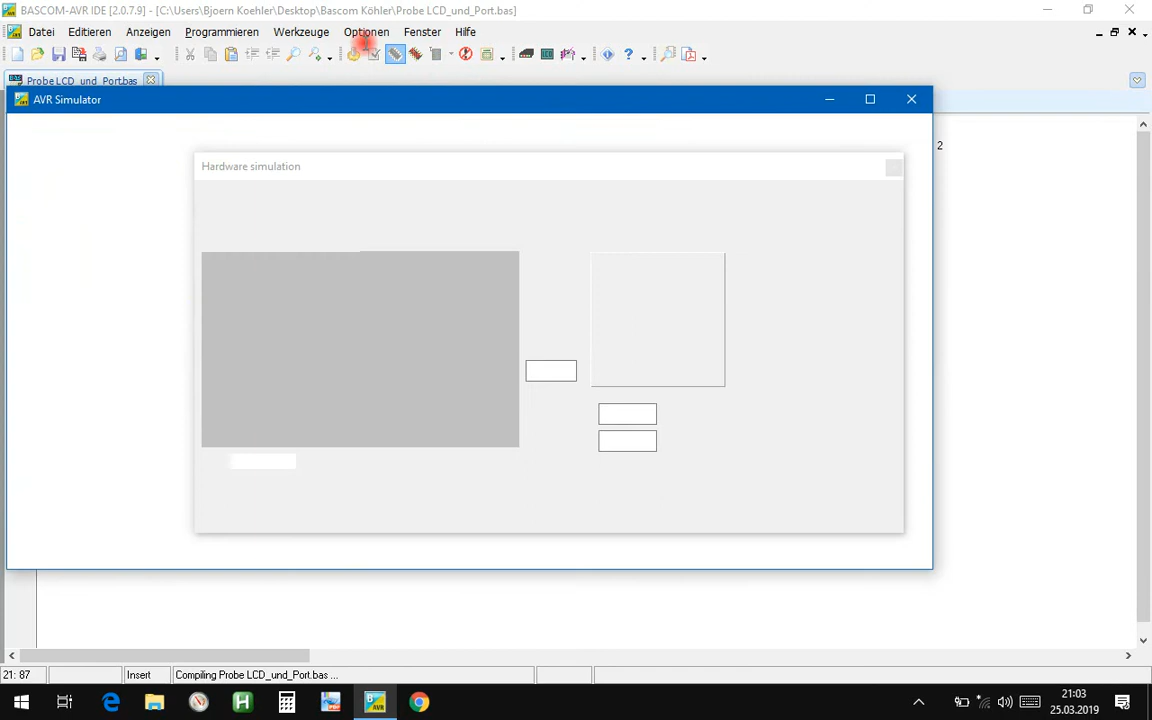 BASCOM-AVR IDE [2.0.7.9] - [C:\Users\Bjoern Koehler\Desktop\Bascom Köhler\Probe LCD_und_Port.bas]
Datei Editieren Anzeigen Programmieren Werkzeuge Optionen Fenster Hilfe
Probe LCD_und_Port.bas
AVR Simulator
2
Hardware simulation
21: 87 Insert Compiling Probe LCD_und_Port.bas ...
21:03
25.03.2019